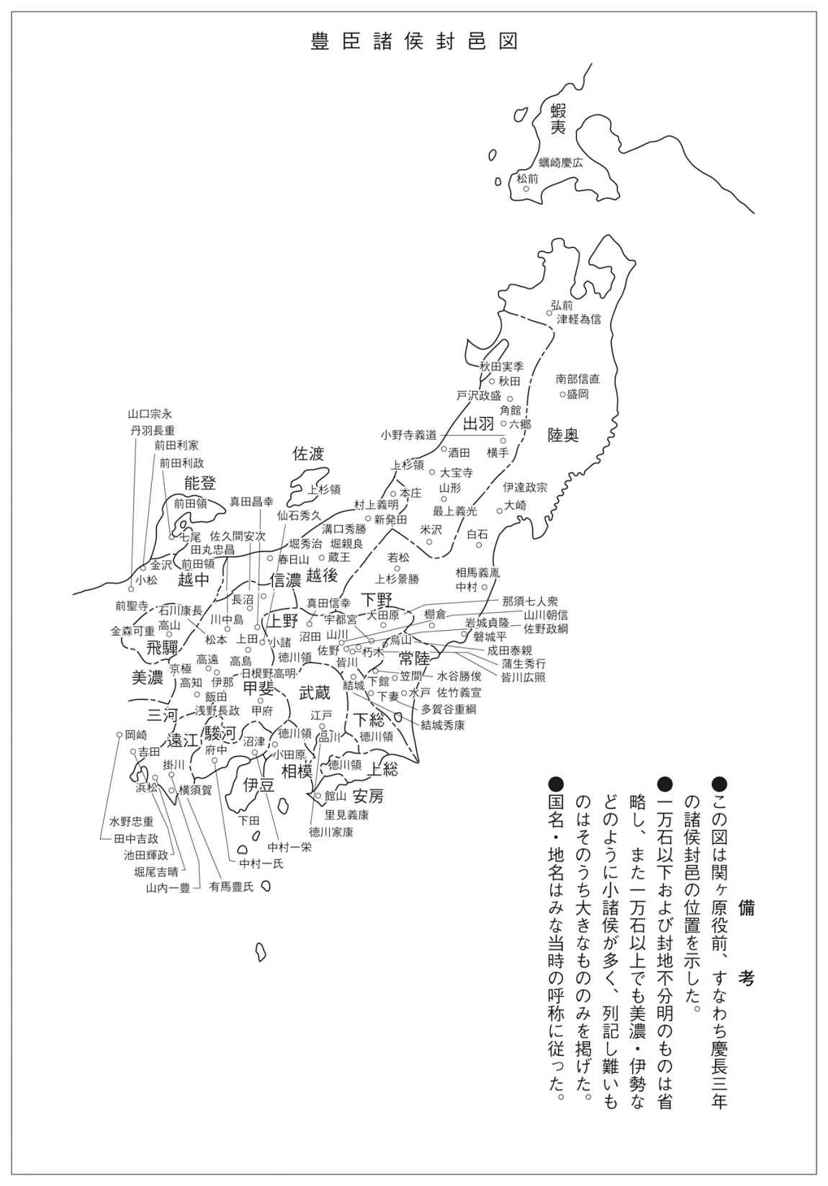 豊臣諸侯封邑図
蝦夷
蠣崎慶広
松前
弘前
津軽為信
秋田実季
秋田
南部信直
盛岡
戸沢政盛
角館
出羽
六郷
小野寺義道
横手
陸奥
酒田
上杉領
大宝寺
山形
最上義光
伊達政宗
大崎
本庄
村上義明
新発田
溝口秀勝
米沢
白石
堀秀治
堀親良
春日山
蔵王
越後
若松
上杉景勝
相馬義胤
中村
佐渡
上杉領
山口宗永
丹羽長重
前田利家
前田利政
能登
前田領
七尾
真田昌幸
仙石秀久
佐久間安次
田丸忠昌
金沢
前田領
小松
越中
信濃
長沼
前聖寺
石川康長
川中島
上野
真田信幸
下野
那須七人衆
宇都宮
大田原
棚倉
山川朝信
岩城貞隆
佐野政綱
磐城平
金森可重
高山
松本
上田
小諸
沼田
山川
烏山
成田泰親
飛驒
佐野
朽木
蒲生秀行
高遠
高島
徳川領
皆川
常陸
皆川広照
京極
高知
伊那
日根野高明
笠間
水谷勝俊
美濃
飯田
甲斐
武蔵
結城
下館
水戸
佐竹義宣
浅野長政
甲府
下妻
多賀谷重綱
結城秀康
三河
江戸
下総
岡崎
遠江
駿河
徳川領
品川
徳川領
府中
沼津
小田原
吉田
掛川
相模
徳川領
上総
浜松
横須賀
伊豆
館山
安房
下田
里見義康
徳川家康
水野忠重
田中吉政
池田輝政
堀尾吉晴
山内一豊
有馬豊氏
中村一氏
中村一栄
備考
●この図は関ヶ原役前、すなわち慶長三年
の諸侯封邑の位置を示した。
●一万石以下および封地不分明のものは省
略し、また一万石以上でも美濃・伊勢な
どのように小諸侯が多く、列記し難いも
のはそのうち大きなもののみを掲げた。
●国名・地名はみな当時の呼称に従った。